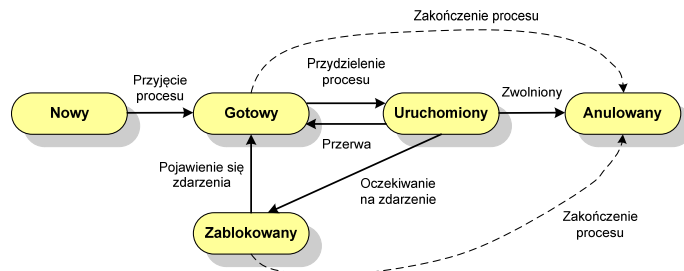 Zakończenie procesu
Przyjęcie
procesu
Przydzielenie
procesu
Zwolniony
Nowy
Gotowy
Uruchomiony
Anulowany
Przerwa
Pojawienie się
zdarzenia
Oczekiwanie
na zdarzenie
Zablokowany
Zakończenie
procesu